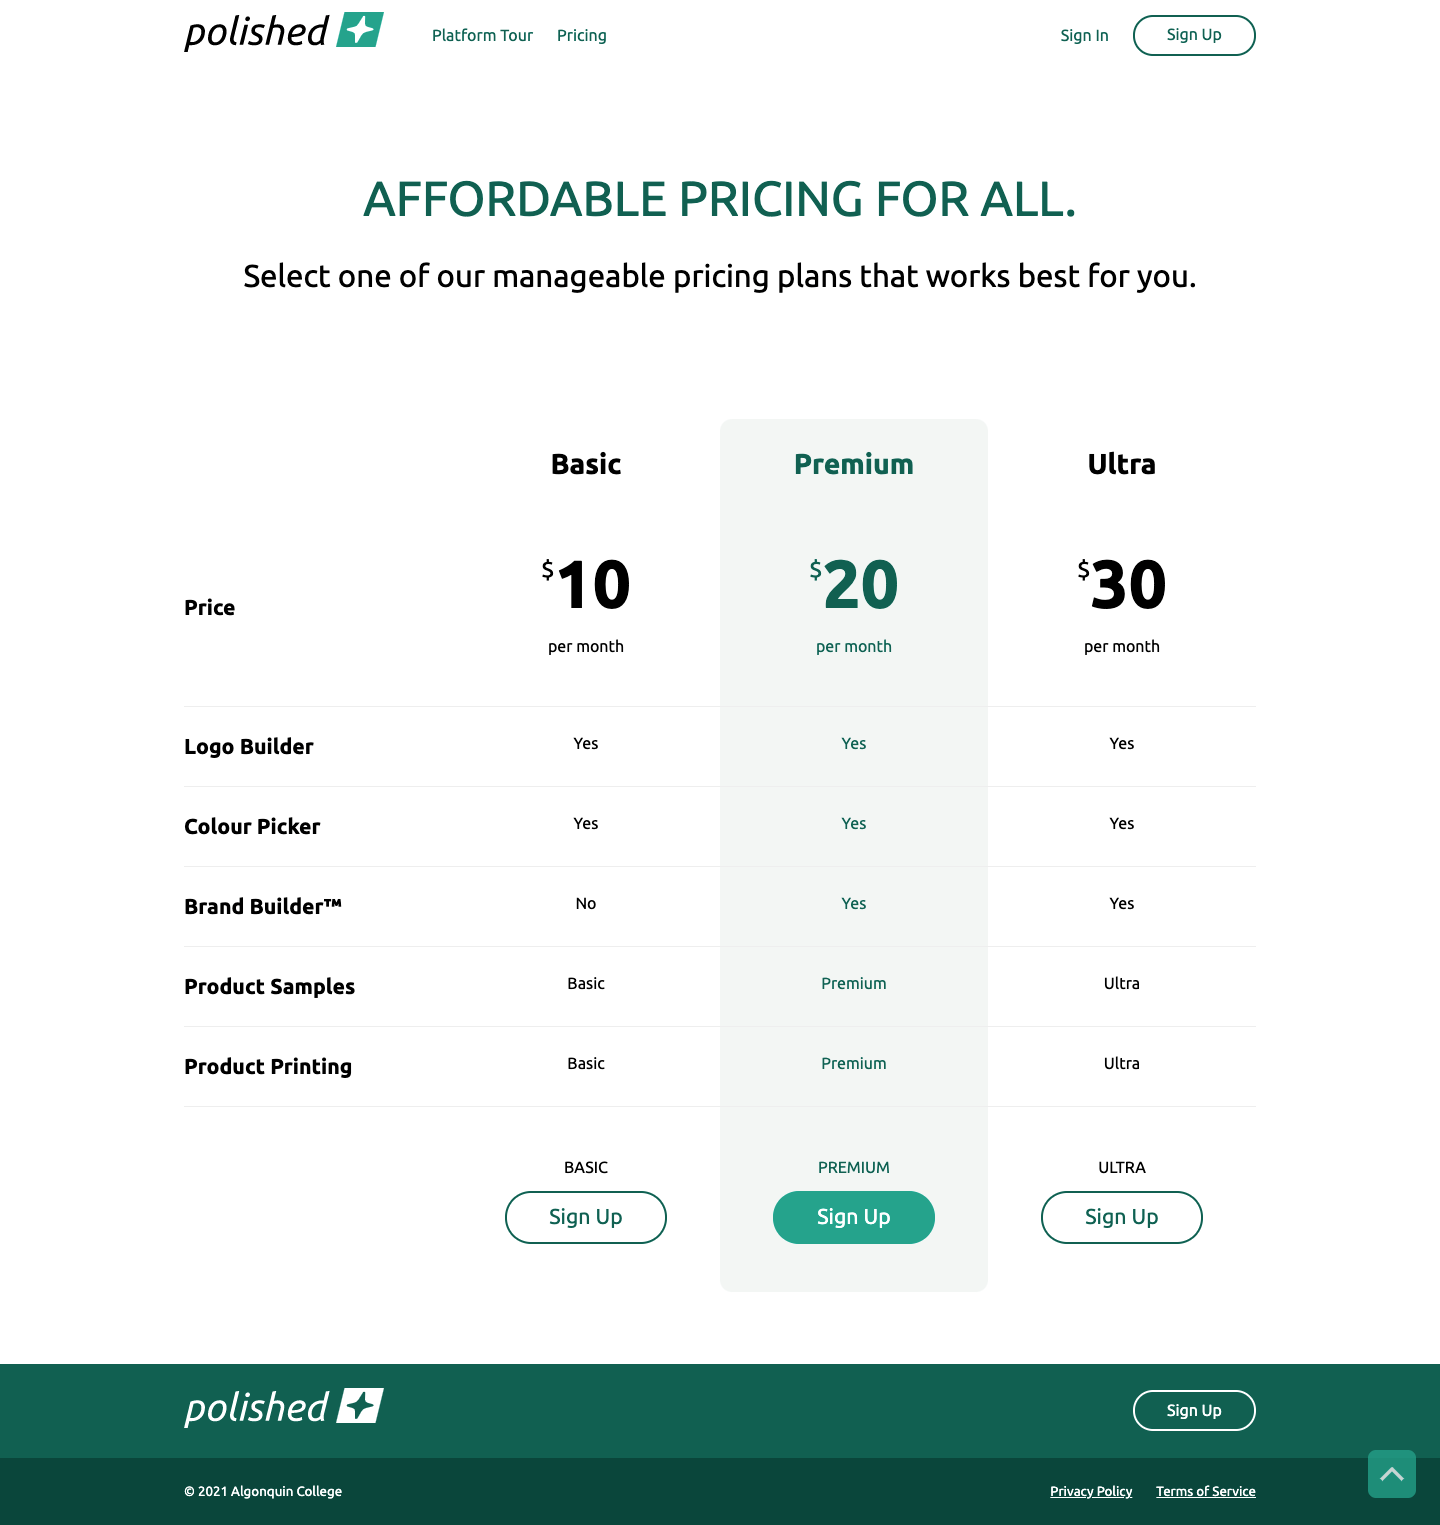 polished Platform Tour Pricing Sign In Sign Up
AFFORDABLE PRICING FOR ALL.
Select one of our manageable pricing plans that works best for you.
Basic Premium Ultra
Price $10 $20 $30
per month per month per month
Logo Builder Yes Yes Yes
Colour Picker Yes Yes Yes
Brand Builder™ No Yes Yes
Product Samples Basic Premium Ultra
Product Printing Basic Premium Ultra
BASIC PREMIUM ULTRA
Sign Up Sign Up Sign Up
polished Sign Up
© 2021 Algonquin College Privacy Policy Terms of Service